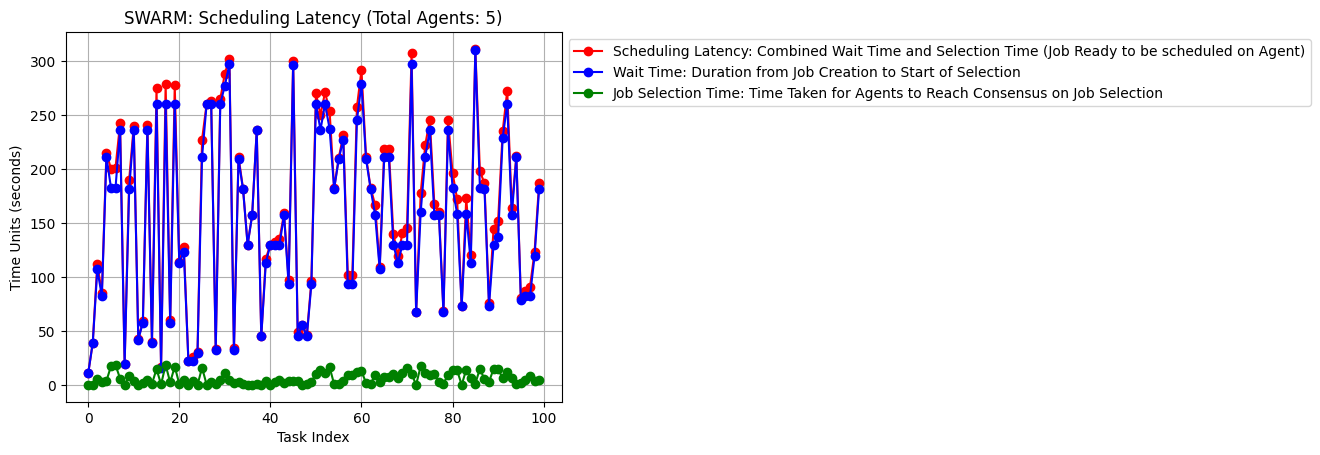 SWARM: Scheduling Latency (Total Agents: 5)
Scheduling Latency: Combined Wait Time and Selection Time (Job Ready to be scheduled on Agent)
Wait Time: Duration from Job Creation to Start of Selection
Job Selection Time: Time Taken for Agents to Reach Consensus on Job Selection
Time Units (seconds)
300
250
200
150
100
50
0
0 20 40 60 80 100
Task Index